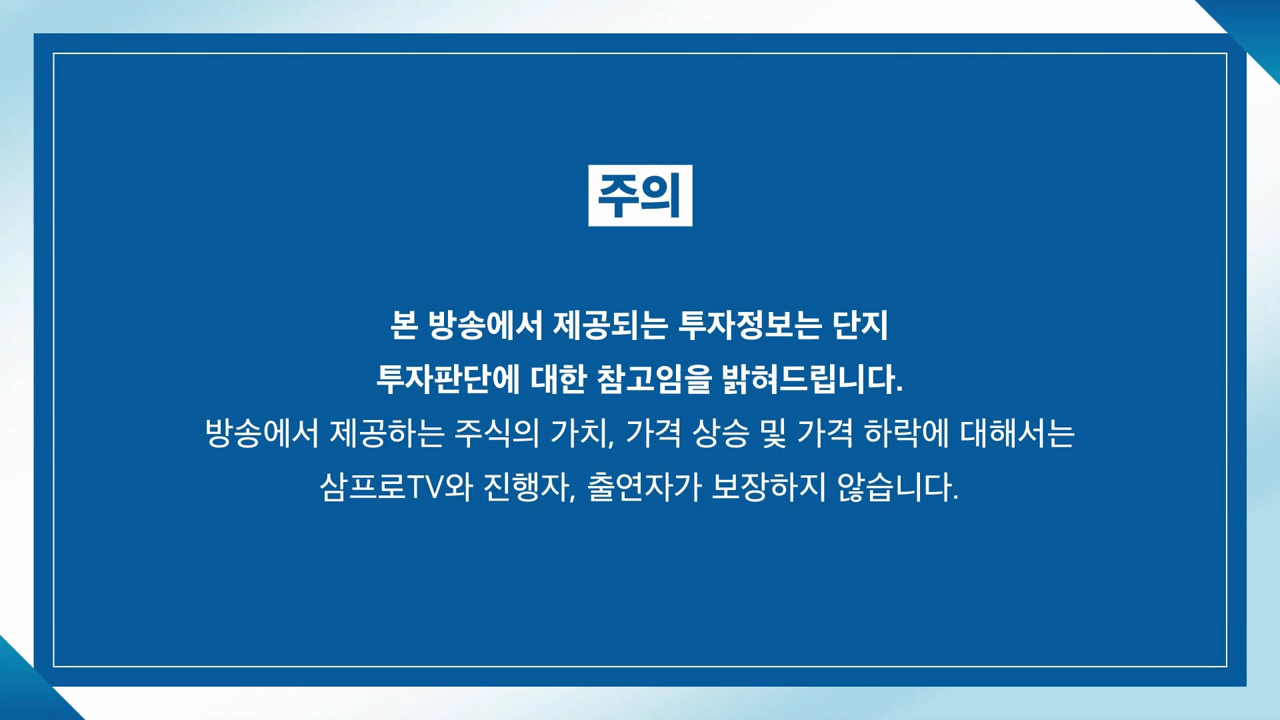 주의
본 방송에서 제공되는 투자정보는 단지
투자판단에 대한 참고임을 밝혀드립니다.
방송에서 제공하는 주식의 가치, 가격 상승 및 가격 하락에 대해서는
삼프로TV와 진행자, 출연자가 보장하지 않습니다.